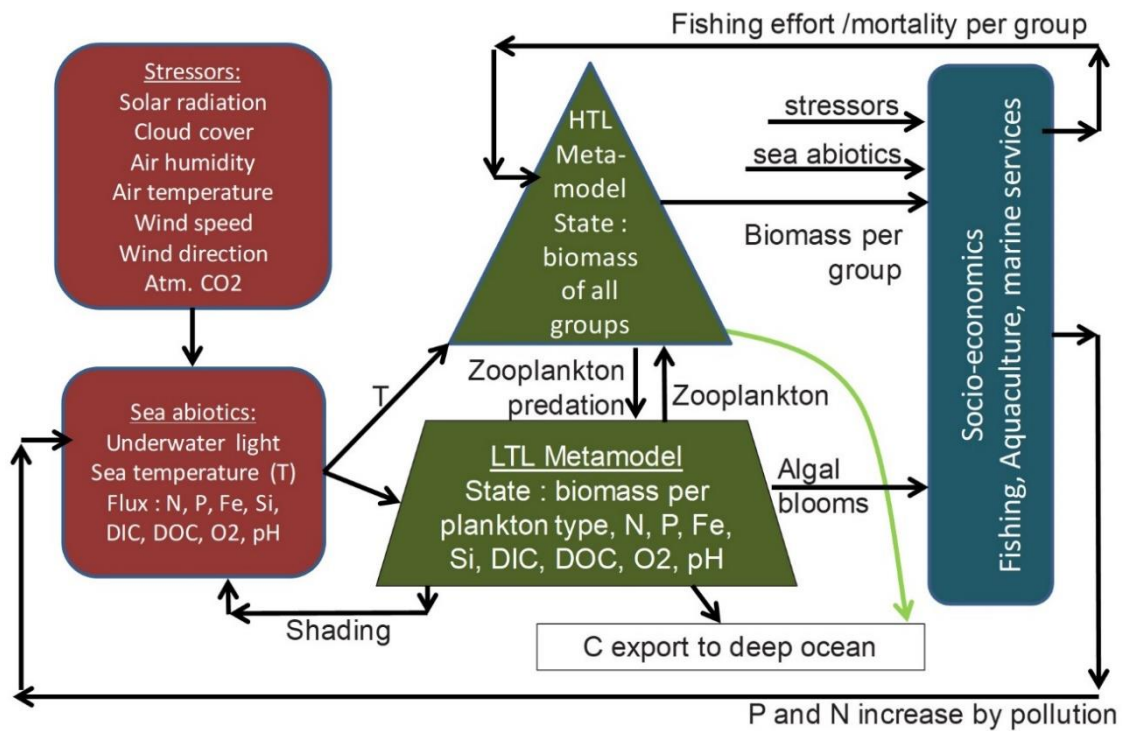 Fishing effort /mortality per group
Stressors:
Solar radiation
Cloud cover
Air humidity
Air temperature
Wind speed
Wind direction
Atm. CO2
HTL
Meta-
model
State :
biomass
of all
groups
stressors
sea abiotics
Biomass per
group
Socio-economics
Fishing, Aquaculture, marine services
T
Zooplankton
predation
Zooplankton
Sea abiotics:
Underwater light
Sea temperature (T)
Flux : N, P, Fe, Si,
DIC, DOC, O2, pH
LTL Metamodel
State : biomass per
plankton type, N, P, Fe,
Si, DIC, DOC, O2, pH
Algal
blooms
Shading
C export to deep ocean
P and N increase by pollution